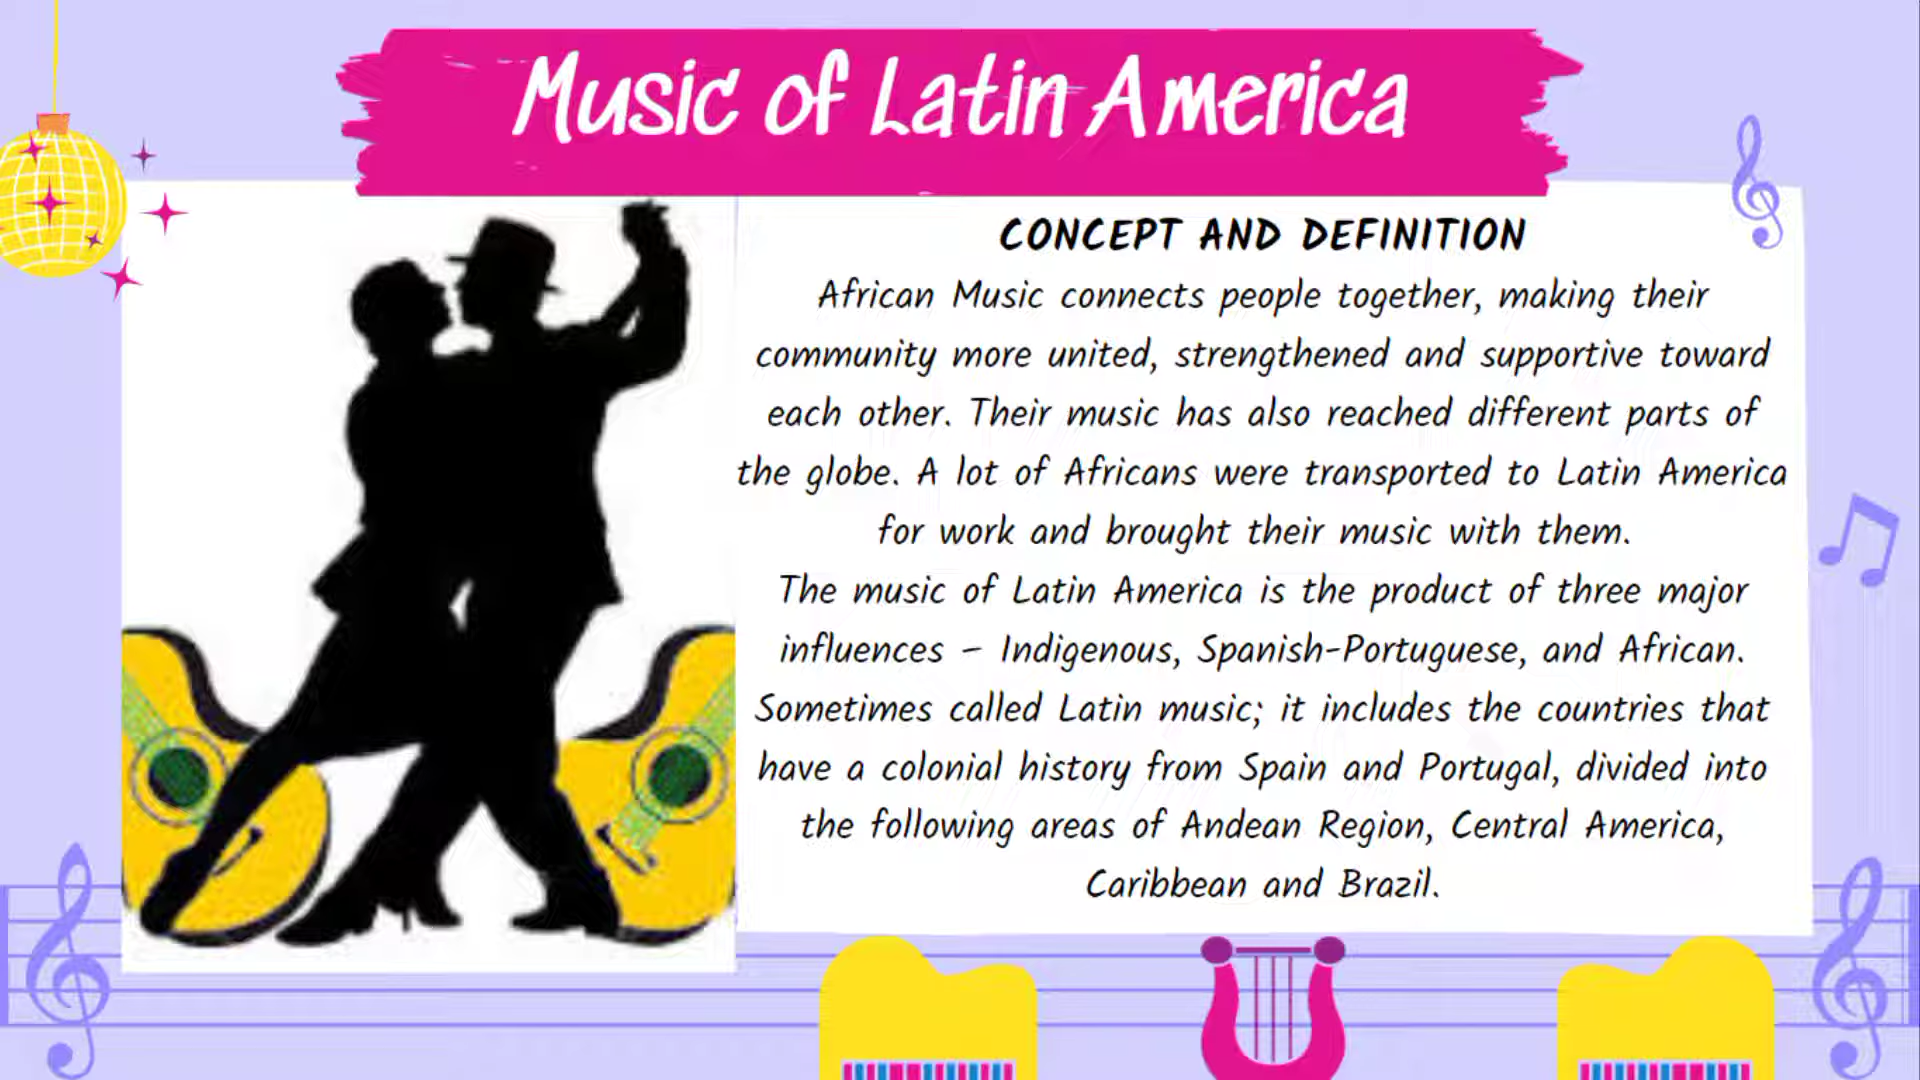 Music of Latin America
CONCEPT AND DEFINITION
African Music connects people together, making their
community more united, strengthened and supportive toward
each other. Their music has also reached different parts of
the globe. A lot of Africans were transported to Latin America
for work and brought their music with them.
The music of Latin America is the product of three major
influences – Indigenous, Spanish-Portuguese, and African.
Sometimes called Latin music; it includes the countries that
have a colonial history from Spain and Portugal, divided into
the following areas of Andean Region, Central America,
Caribbean and Brazil.